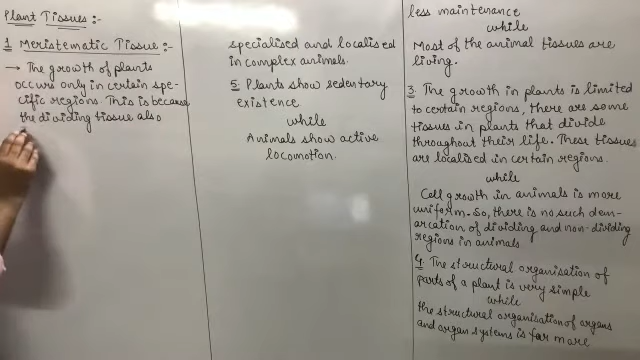 Plant Tissues:-
1 Meristematic Tissue:-
→ The growth of plants
occurs only in certain spe-
cific regions. This is because
the dividing tissue also
specialised and localised
in complex animals.
5 Plants show sedentary
existence
while
Animals show active
locomotion.
less maintenance
while
Most of the animal tissues are
living.
3. The growth in plants is limited
to certain regions, there are some
tissues in plants that divide
throughout their life. These tissues
are localised in certain regions.
while
Cell growth in animals is more
uniform. So, there is no such dem-
arcation of dividing and non-dividing
regions in animals
4. The structural organisation of
parts of a plant is very simple
while
the structural organisation of organs
and organ systems is far more